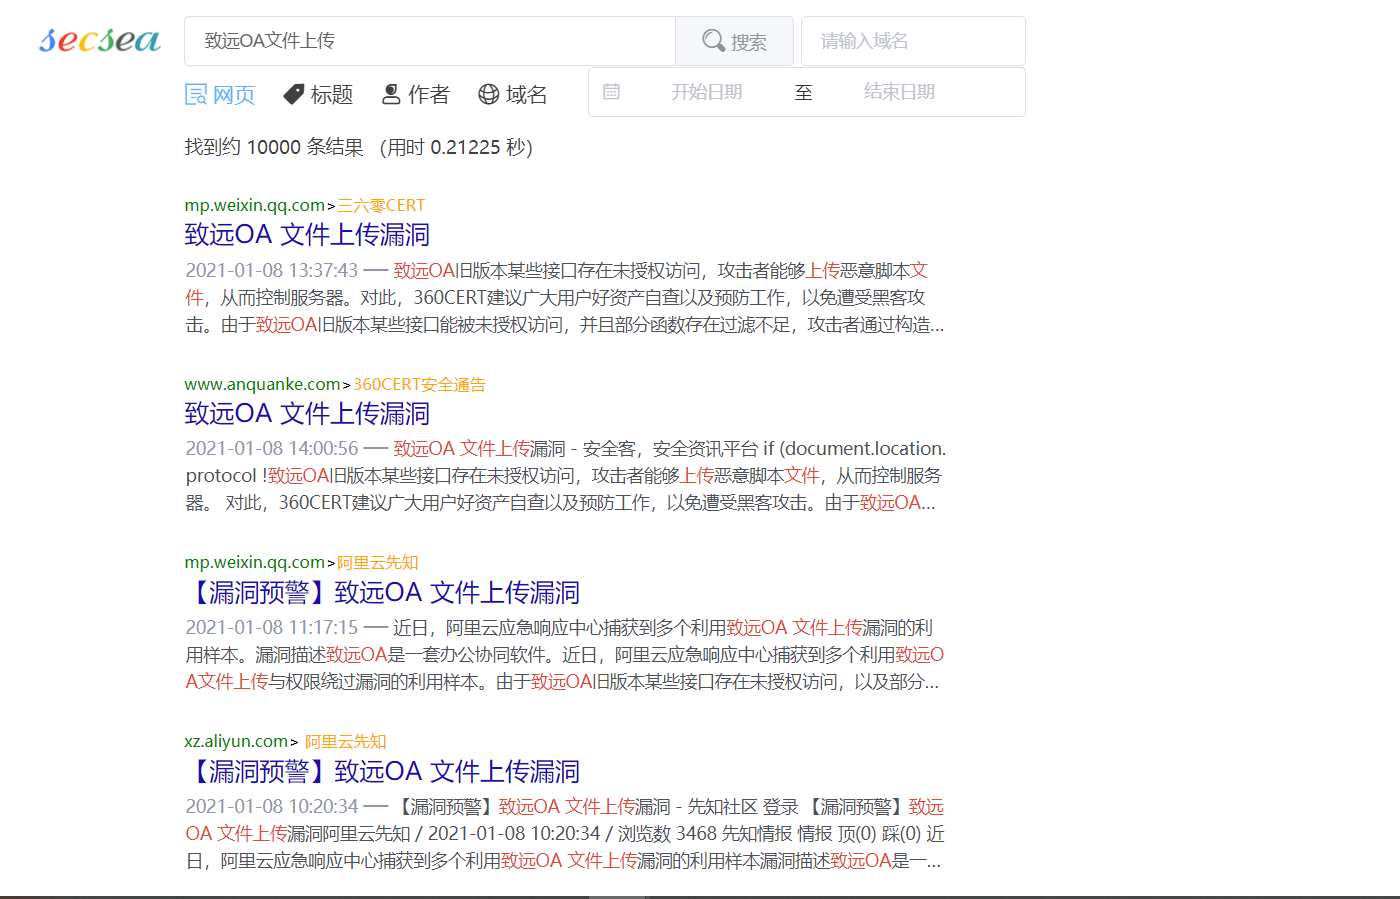 secsea
致远OA文件上传
搜索
请输入域名
网页 标题 作者 域名
开始日期 至 结束日期
找到约 10000 条结果 （用时 0.21225 秒）
mp.weixin.qq.com>三六零CERT
致远OA 文件上传漏洞
2021-01-08 13:37:43 — 致远OA旧版本某些接口存在未授权访问，攻击者能够上传恶意脚本文
件，从而控制服务器。对此，360CERT建议广大用户好资产自查以及预防工作，以免遭受黑客攻
击。由于致远OA旧版本某些接口能被未授权访问，并且部分函数存在过滤不足，攻击者通过构造...
www.anquanke.com>360CERT安全通告
致远OA 文件上传漏洞
2021-01-08 14:00:56 — 致远OA 文件上传漏洞 - 安全客，安全资讯平台 if (document.location.
protocol !致远OA旧版本某些接口存在未授权访问，攻击者能够上传恶意脚本文件，从而控制服务
器。 对此，360CERT建议广大用户好资产自查以及预防工作，以免遭受黑客攻击。由于致远OA...
mp.weixin.qq.com>阿里云先知
【漏洞预警】致远OA 文件上传漏洞
2021-01-08 11:17:15 — 近日，阿里云应急响应中心捕获到多个利用致远OA 文件上传漏洞的利
用样本。漏洞描述致远OA是一套办公协同软件。近日，阿里云应急响应中心捕获到多个利用致远O
A文件上传与权限绕过漏洞的利用样本。由于致远OA旧版本某些接口存在未授权访问，以及部分...
xz.aliyun.com> 阿里云先知
【漏洞预警】致远OA 文件上传漏洞
2021-01-08 10:20:34 — 【漏洞预警】致远OA 文件上传漏洞 - 先知社区 登录 【漏洞预警】致远
OA 文件上传漏洞阿里云先知 / 2021-01-08 10:20:34 / 浏览数 3468 先知情报 情报 顶(0) 踩(0) 近
日，阿里云应急响应中心捕获到多个利用致远OA 文件上传漏洞的利用样本漏洞描述致远OA是一...